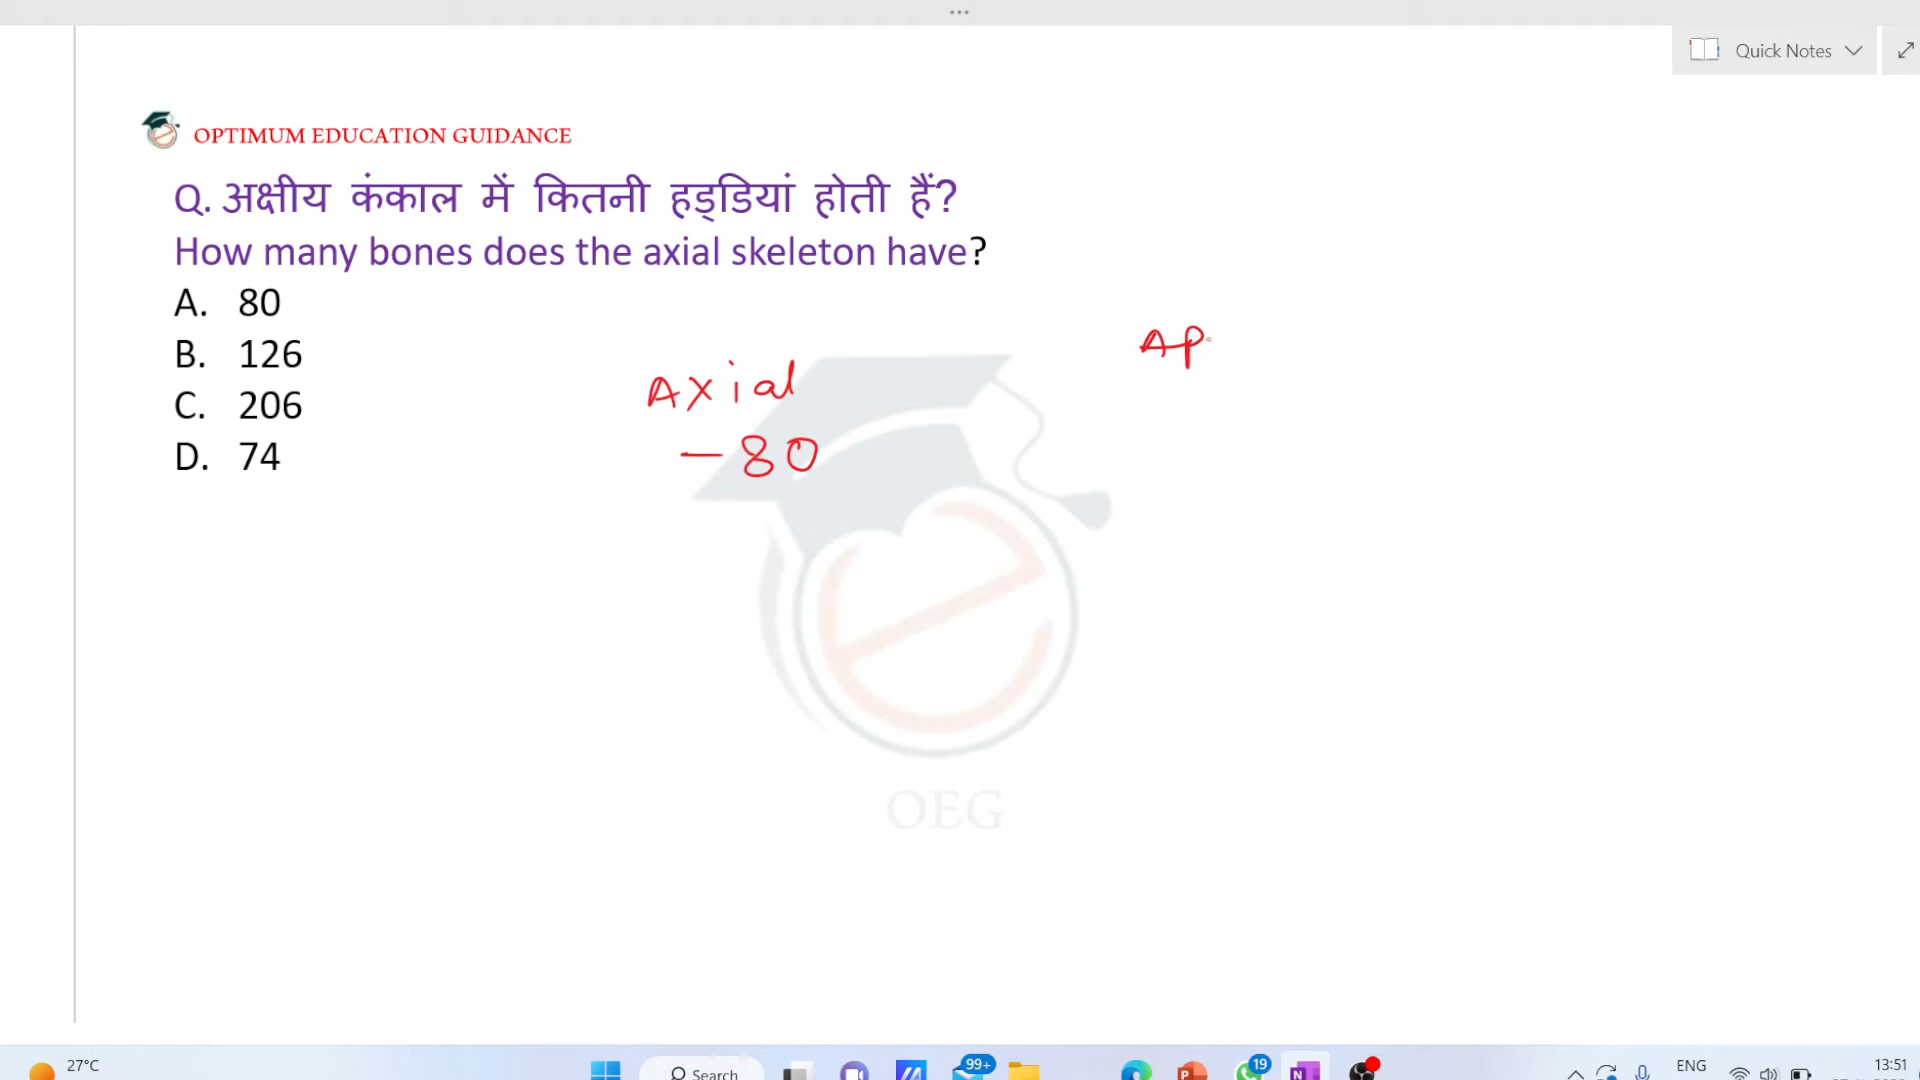 Quick Notes
OPTIMUM EDUCATION GUIDANCE
Q. अक्षीय कंकाल में कितनी हड्डियां होती हैं?
How many bones does the axial skeleton have?
A. 80
B. 126
C. 206
D. 74
Axial
- 80
AP
OEG
27°C
Search
99+
19
ENG
13:51